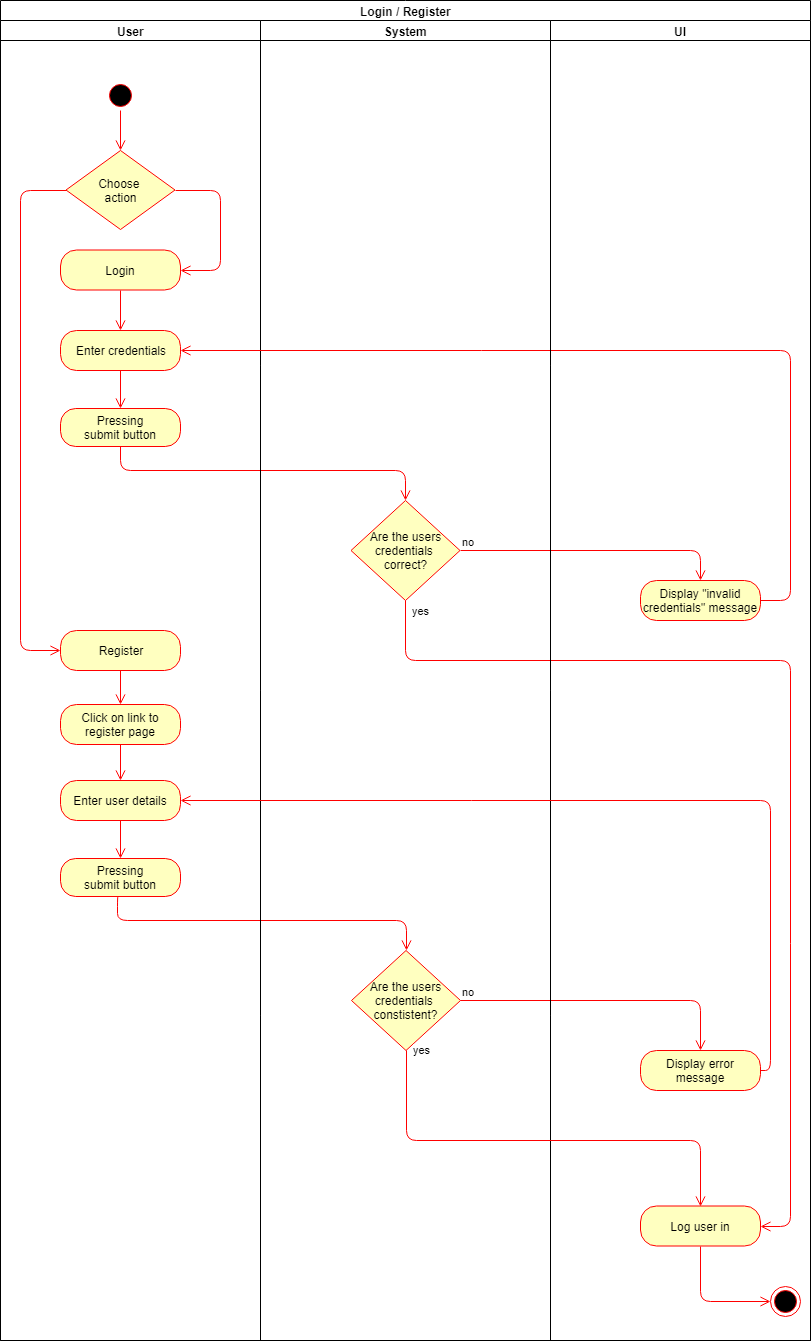 Login / Register
User
System
UI
Choose
action
Login
Enter credentials
Pressing
submit button
Are the users
credentials
correct?
no
yes
Display "invalid
credentials" message
Register
Click on link to
register page
Enter user details
Pressing
submit button
Are the users
credentials
constistent?
no
yes
Display error
message
Log user in